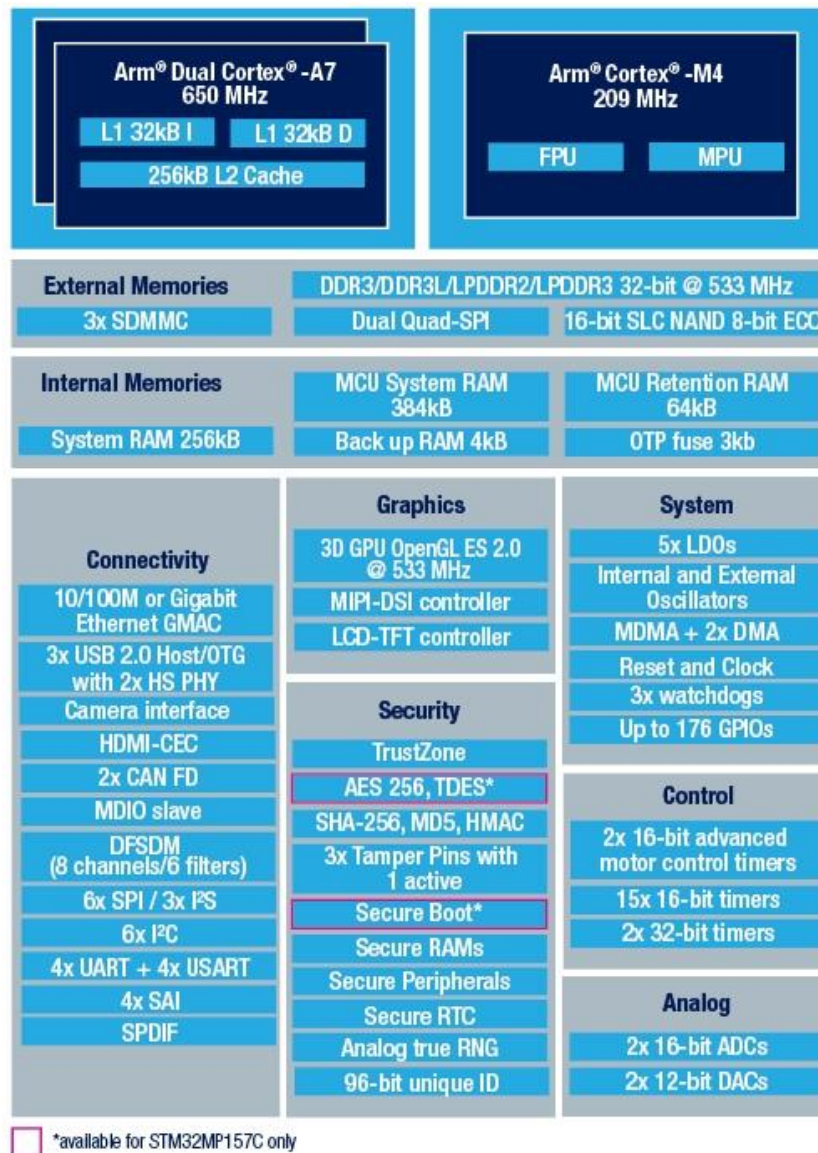 Arm® Dual Cortex® -A7
650 MHz
L1 32kB I
L1 32kB D
256kB L2 Cache
Arm® Cortex® -M4
209 MHz
FPU
MPU
External Memories
DDR3/DDR3L/LPDDR2/LPDDR3 32-bit @ 533 MHz
3x SDMMC
Dual Quad-SPI
16-bit SLC NAND 8-bit ECC
Internal Memories
MCU System RAM
384kB
MCU Retention RAM
64kB
System RAM 256kB
Back up RAM 4kB
OTP fuse 3kb
Connectivity
10/100M or Gigabit
Ethernet GMAC
3x USB 2.0 Host/OTG
with 2x HS PHY
Camera interface
HDMI-CEC
2x CAN FD
MDIO slave
DFSDM
(8 channels/6 filters)
6x SPI / 3x I²S
6x I²C
4x UART + 4x USART
4x SAI
SPDIF
Graphics
3D GPU OpenGL ES 2.0
@ 533 MHz
MIPI-DSI controller
LCD-TFT controller
Security
TrustZone
AES 256, TDES*
SHA-256, MD5, HMAC
3x Tamper Pins with
1 active
Secure Boot*
Secure RAMs
Secure Peripherals
Secure RTC
Analog true RNG
96-bit unique ID
System
5x LDOs
Internal and External
Oscillators
MDMA + 2x DMA
Reset and Clock
3x watchdogs
Up to 176 GPIOs
Control
2x 16-bit advanced
motor control timers
15x 16-bit timers
2x 32-bit timers
Analog
2x 16-bit ADCs
2x 12-bit DACs
*available for STM32MP157C only